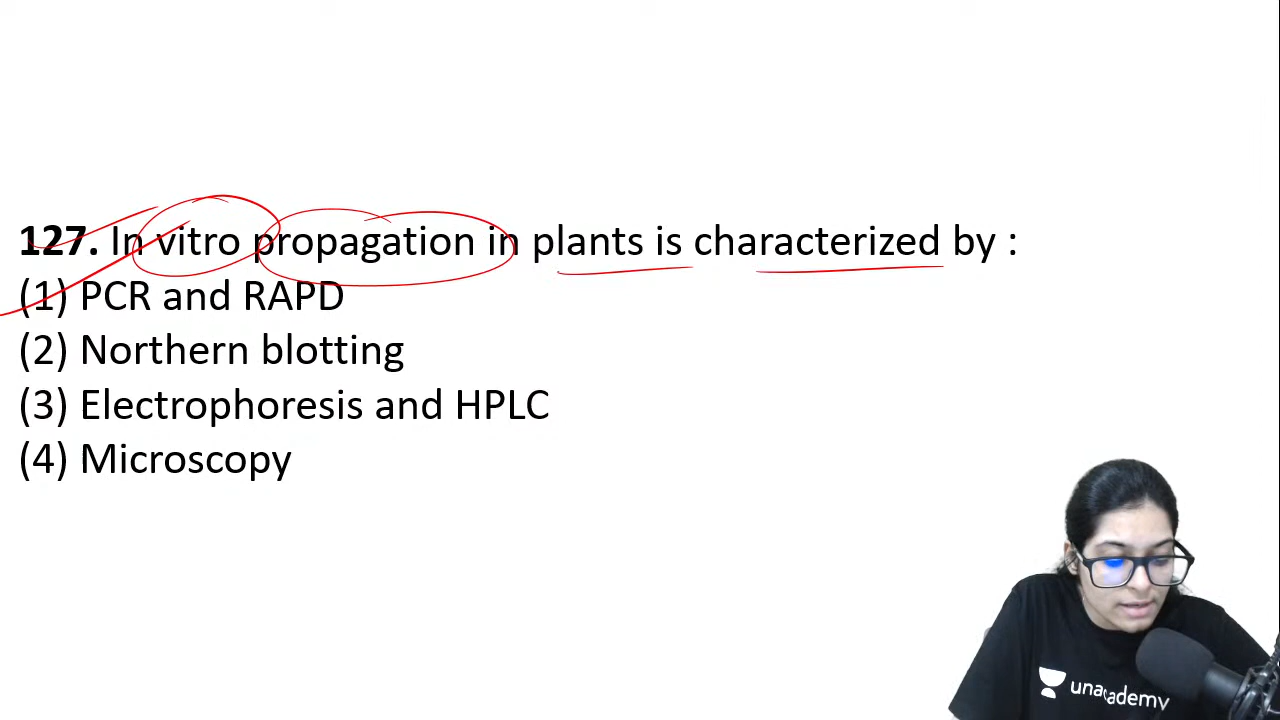 127. In vitro propagation in plants is characterized by :
(1) PCR and RAPD
(2) Northern blotting
(3) Electrophoresis and HPLC
(4) Microscopy
unacademy